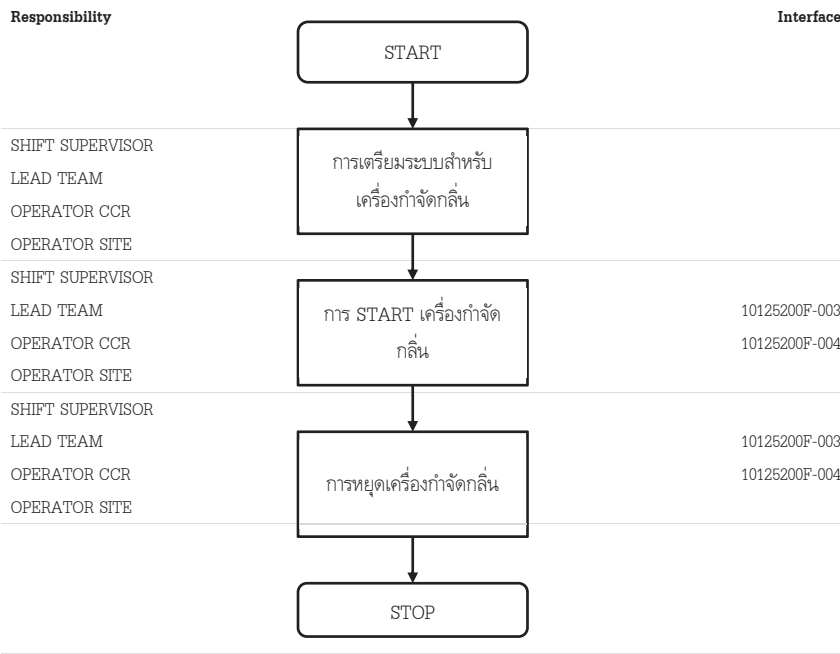 Responsibility
Interface
START
SHIFT SUPERVISOR
LEAD TEAM
OPERATOR CCR
OPERATOR SITE
การเตรียมระบบสำหรับ
เครื่องกำจัดกลิ่น
SHIFT SUPERVISOR
LEAD TEAM
OPERATOR CCR
OPERATOR SITE
การ START เครื่องกำจัด
กลิ่น
10125200F-003
10125200F-004
SHIFT SUPERVISOR
LEAD TEAM
OPERATOR CCR
OPERATOR SITE
การหยุดเครื่องกำจัดกลิ่น
10125200F-003
10125200F-004
STOP